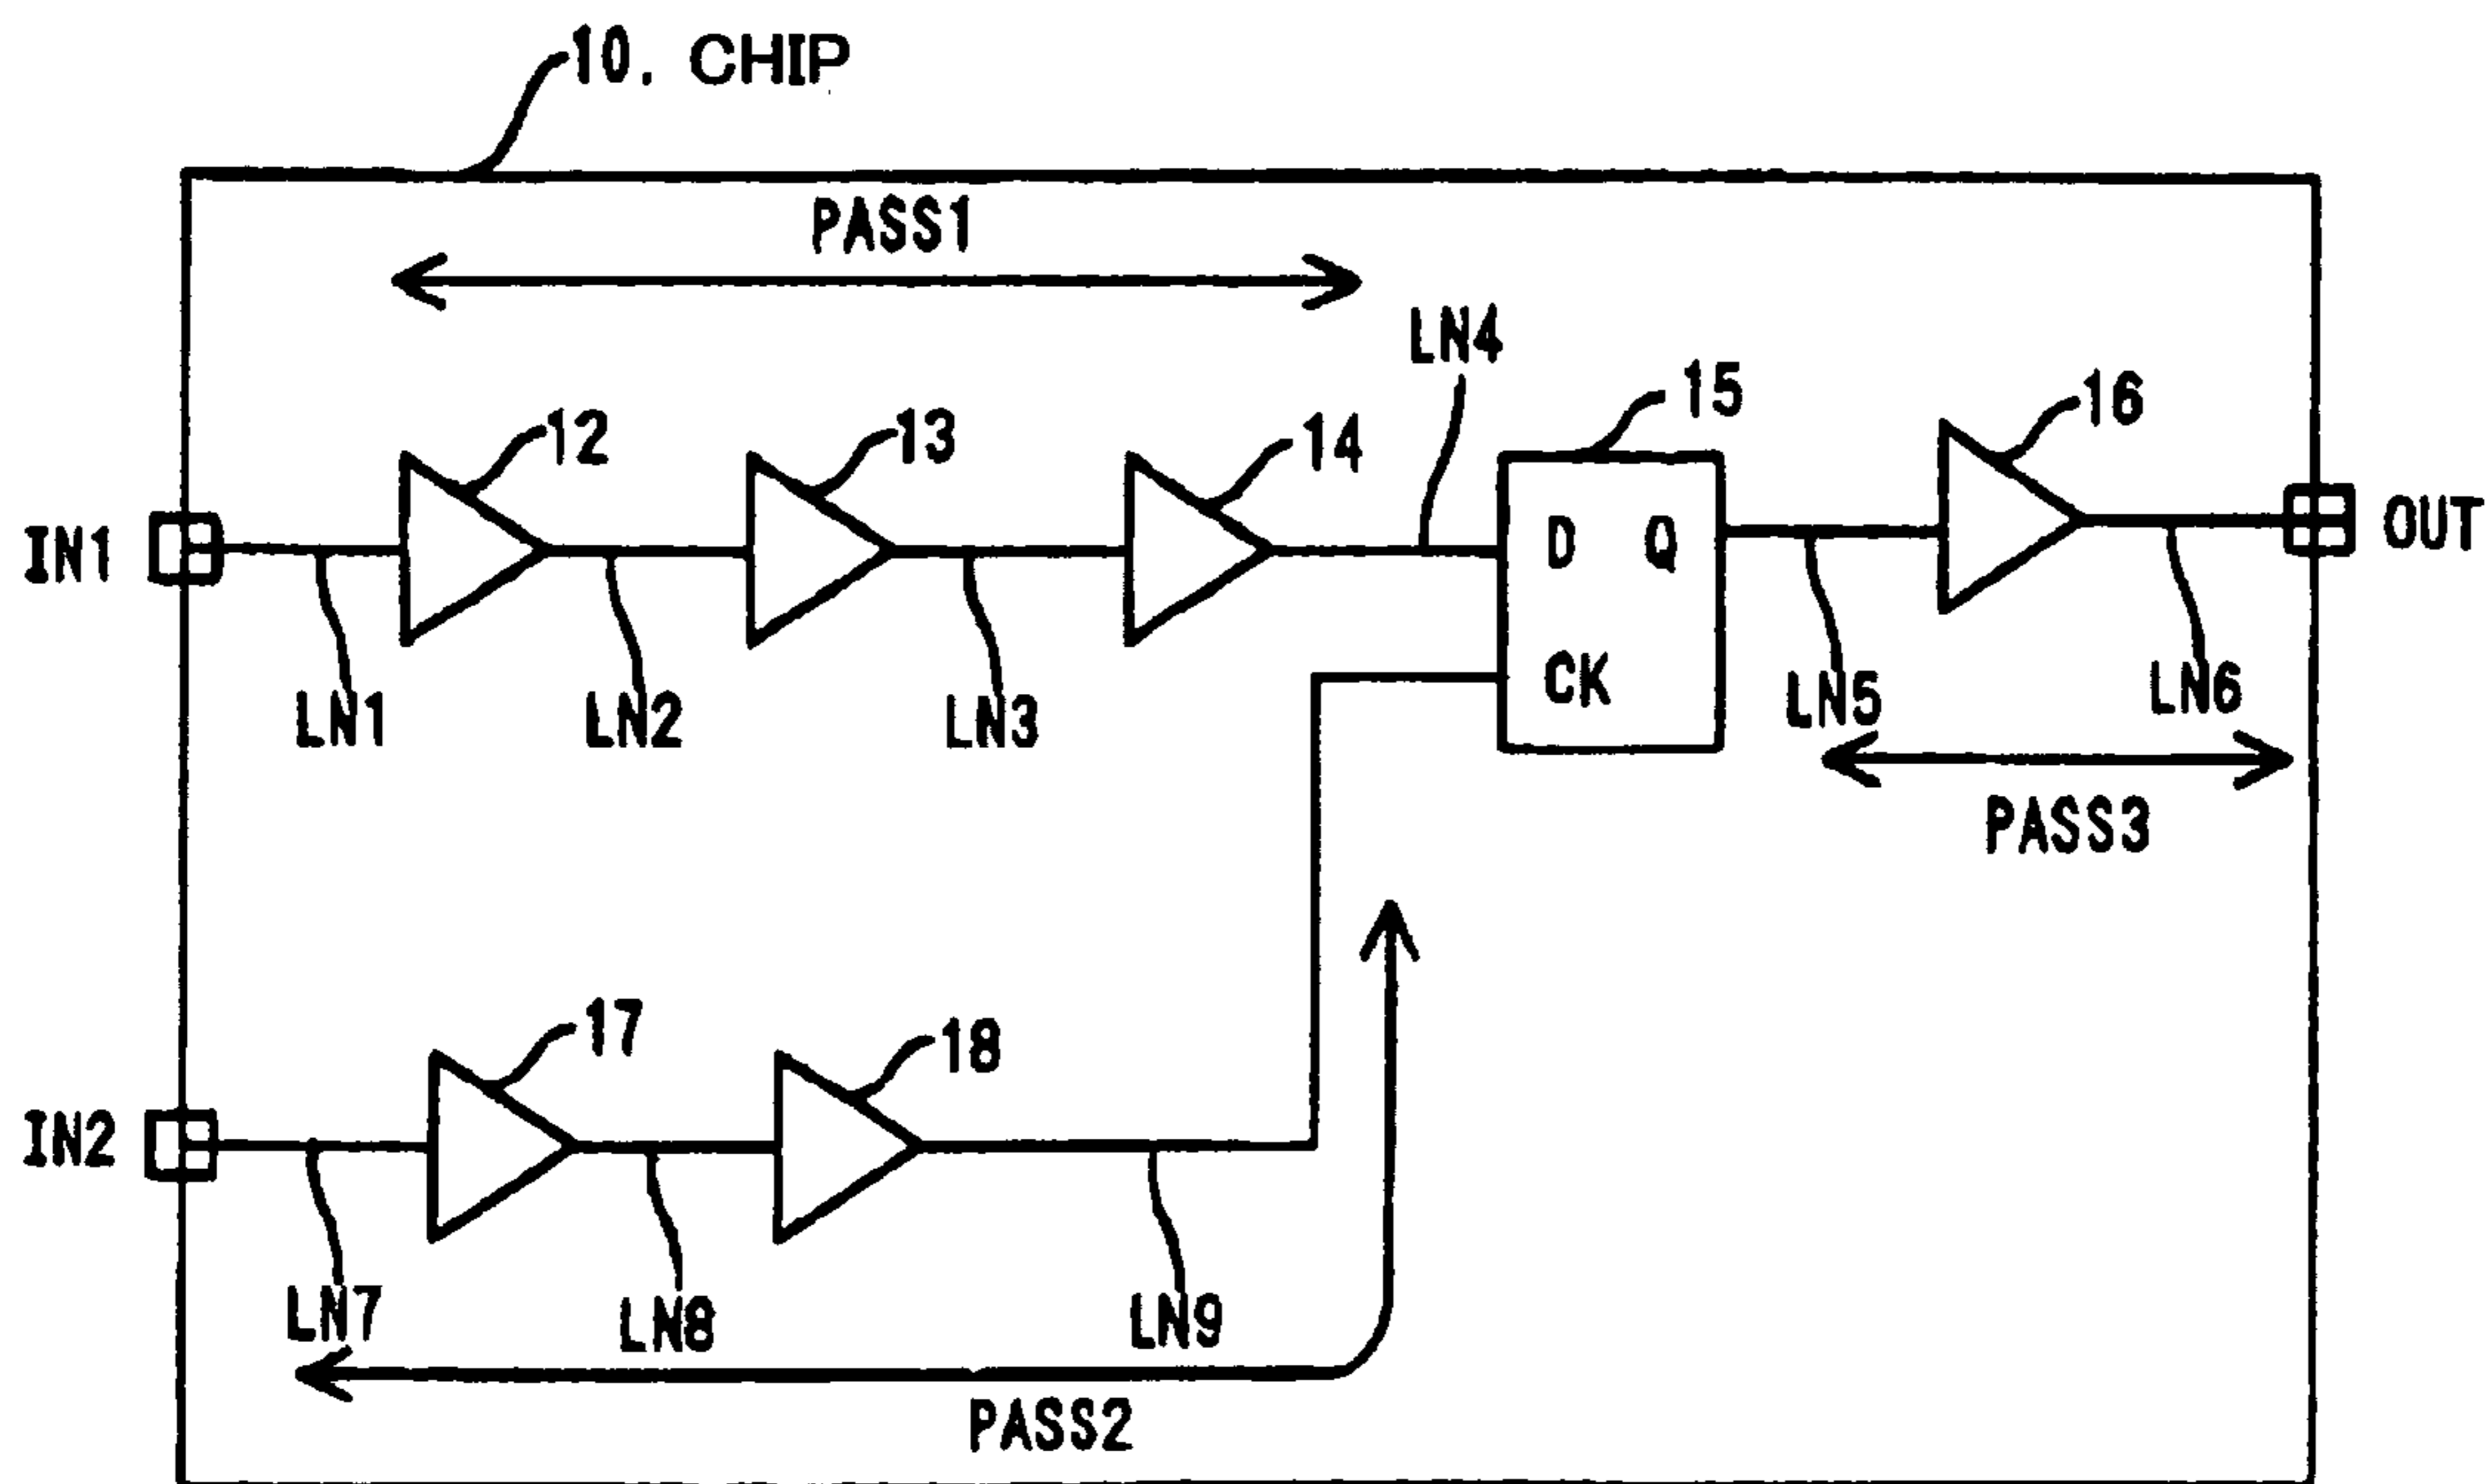 10. CHIP
PASS1
LN4
15
16
12
13
14
IN1
D Q
OUT
CK
LN1
LN2
LN3
LN5
LN6
PASS3
17
18
IN2
LN7
LN8
LN9
PASS2